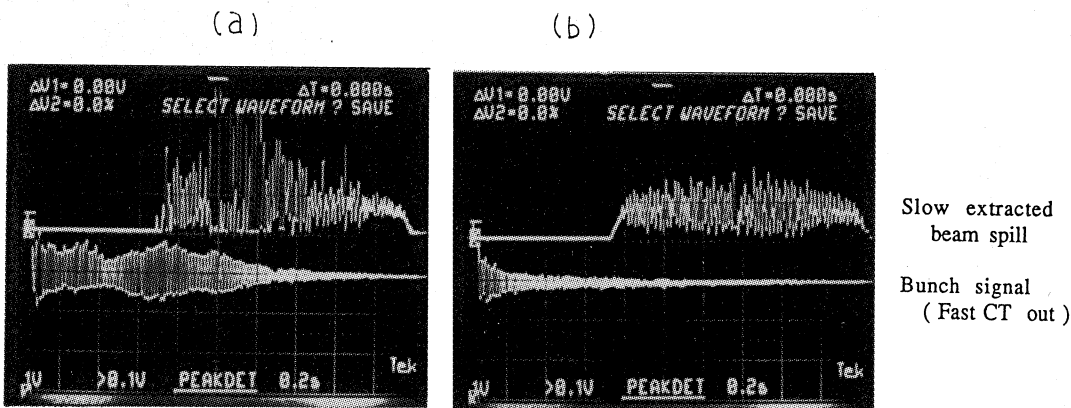 (a)
(b)
ΔV1=0.00V ΔT=0.000s
ΔV2=0.0% SELECT WAVEFORM ? SAVE
1V >0.1V PEAKDET 0.2s
Tek
ΔV1=0.00V ΔT=0.000s
ΔV2=0.0% SELECT WAVEFORM ? SAVE
1V >0.1V PEAKDET 0.2s
Tek
Slow extracted
beam spill
Bunch signal
( Fast CT out )